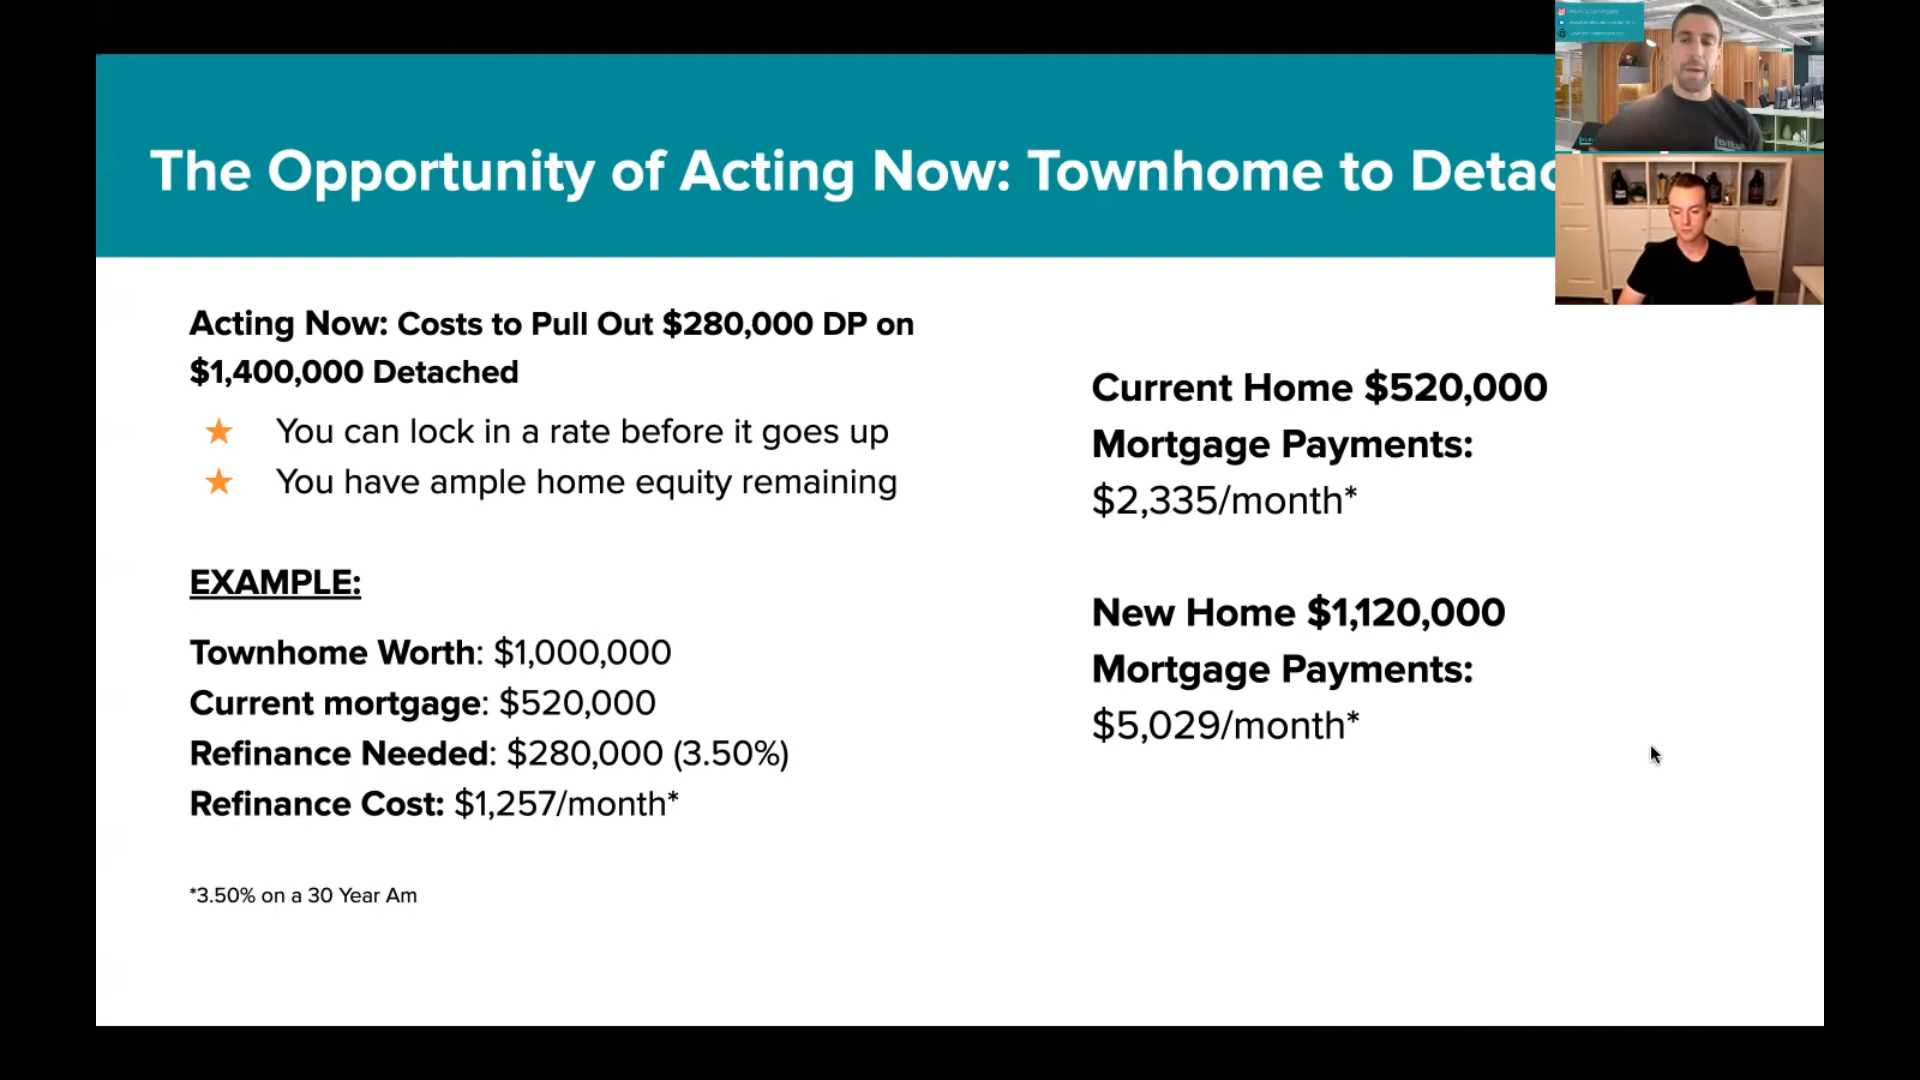 The Opportunity of Acting Now: Townhome to Detac
Acting Now: Costs to Pull Out $280,000 DP on
$1,400,000 Detached
★ You can lock in a rate before it goes up
★ You have ample home equity remaining
EXAMPLE:
Townhome Worth: $1,000,000
Current mortgage: $520,000
Refinance Needed: $280,000 (3.50%)
Refinance Cost: $1,257/month*
*3.50% on a 30 Year Am
Current Home $520,000
Mortgage Payments:
$2,335/month*
New Home $1,120,000
Mortgage Payments:
$5,029/month*